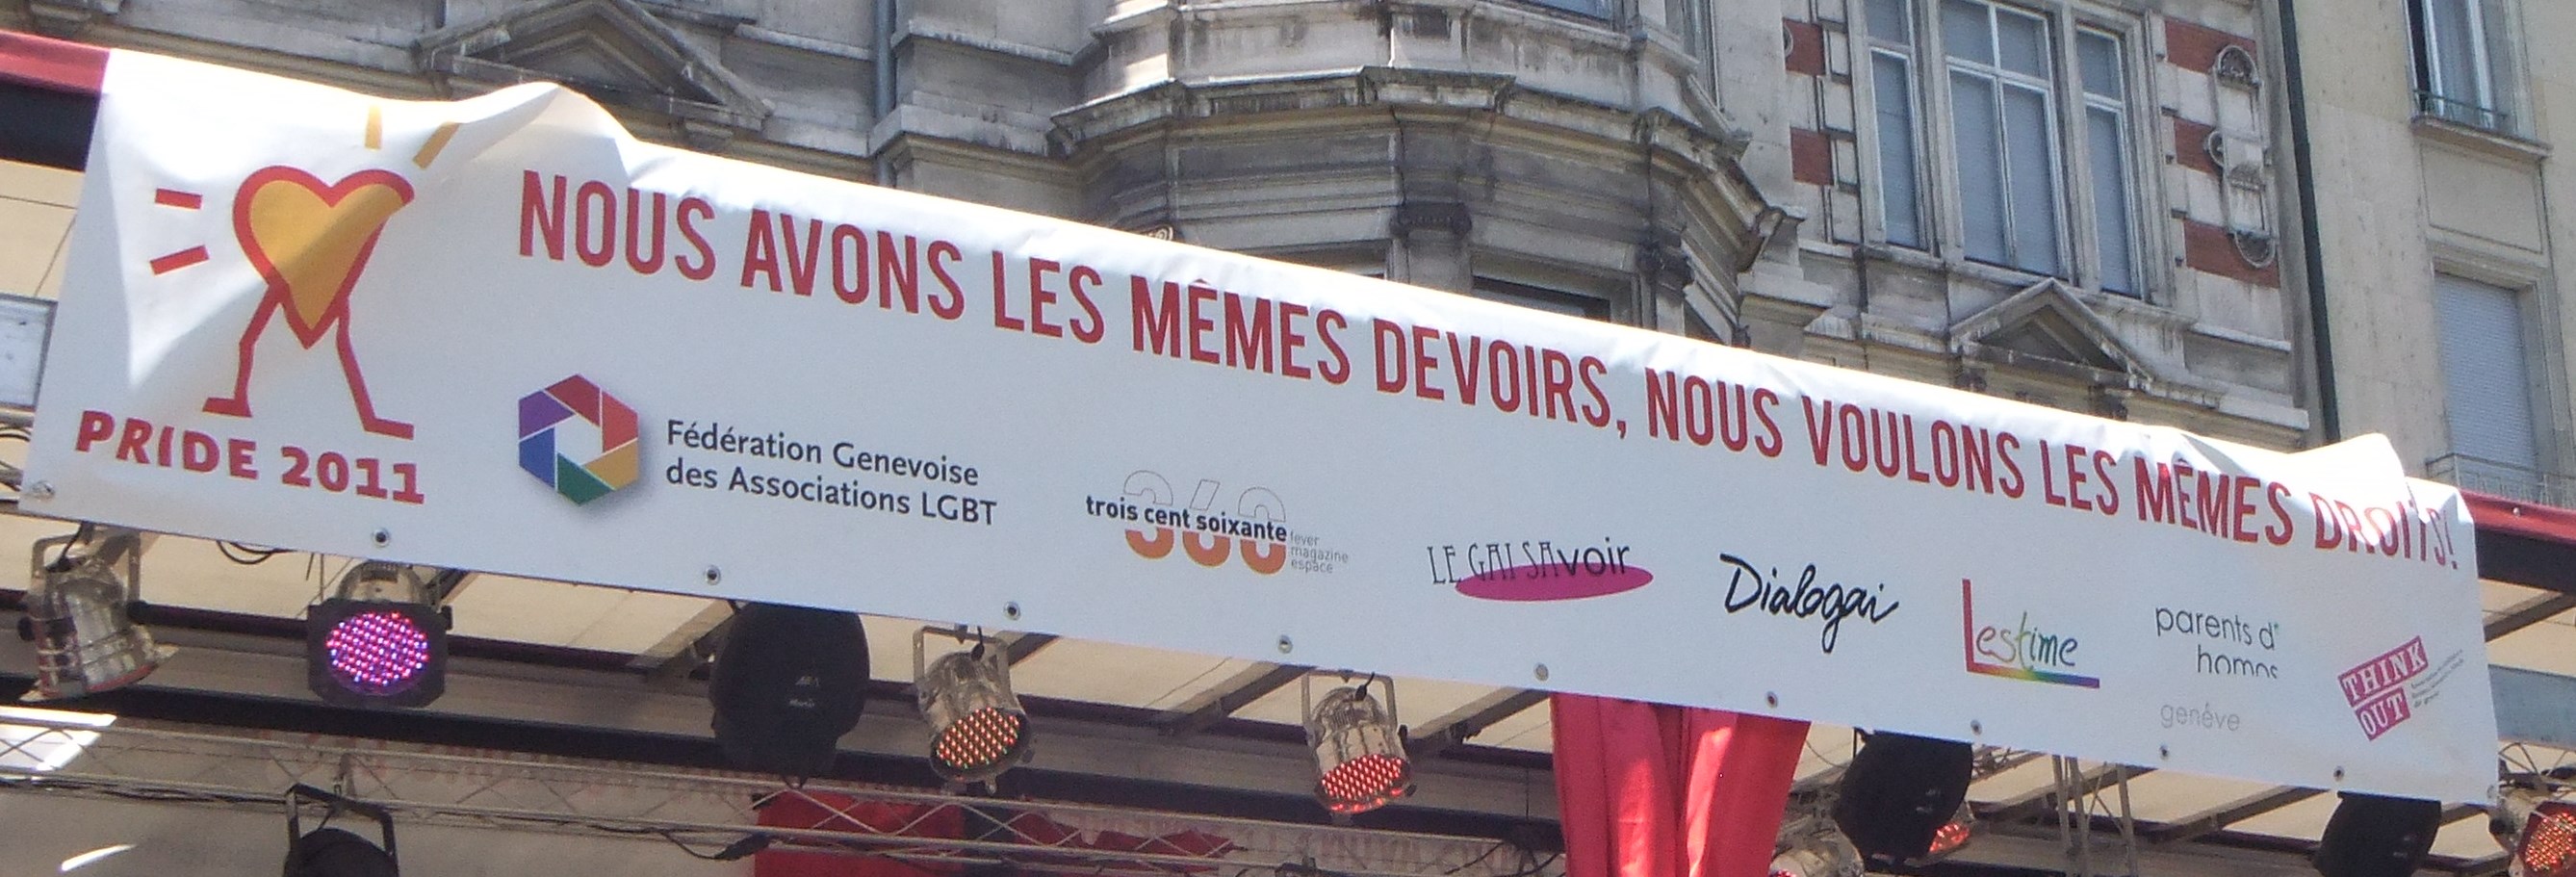 NOUS AVONS LES MÊMES DEVOIRS, NOUS VOULONS LES MÊMES DROITS!
PRIDE 2011
Fédération Genevoise
des Associations LGBT
360
trois cent soixante
fever
magazine
espace
LE GAI SAvoir
Dialogai
Lestime
parents d'
homos
genève
THINK
OUT